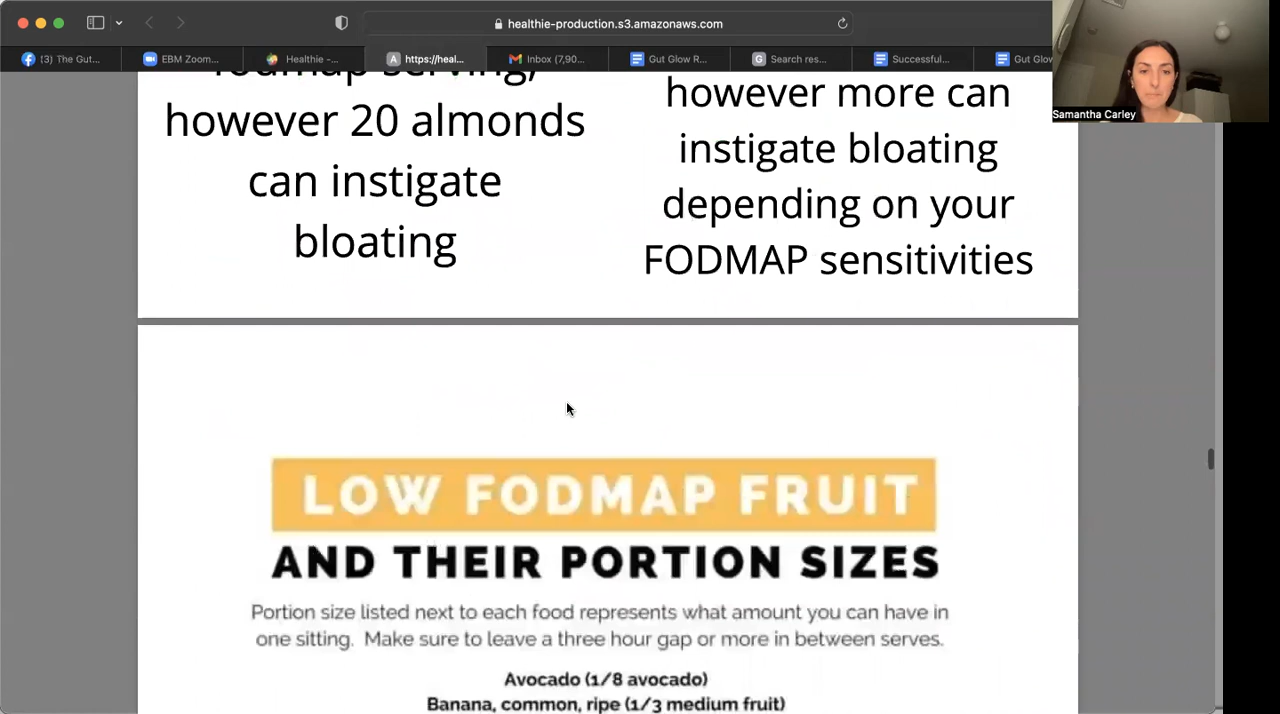 healthie-production.s3.amazonaws.com
(3) The Gut...
EBM Zoom...
Healthie -...
https://heal...
Inbox (7,90...
Gut Glow R...
Search res...
Successful...
Gut Glow
Samantha Carley
fodmap serving,
however 20 almonds
can instigate
bloating
however more can
instigate bloating
depending on your
FODMAP sensitivities
LOW FODMAP FRUIT
AND THEIR PORTION SIZES
Portion size listed next to each food represents what amount you can have in
one sitting. Make sure to leave a three hour gap or more in between serves.
Avocado (1/8 avocado)
Banana, common, ripe (1/3 medium fruit)